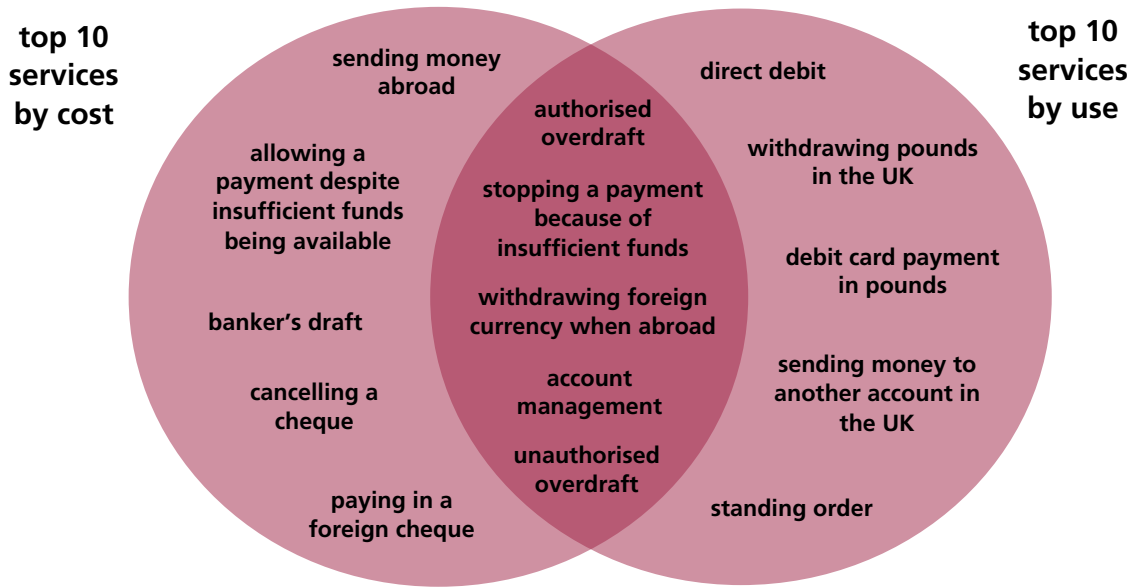 top 10
services
by cost
sending money
abroad
allowing a
payment despite
insufficient funds
being available
banker's draft
cancelling a
cheque
paying in a
foreign cheque
authorised
overdraft
stopping a payment
because of
insufficient funds
withdrawing foreign
currency when abroad
account
management
unauthorised
overdraft
top 10
services
by use
direct debit
withdrawing pounds
in the UK
debit card payment
in pounds
sending money to
another account in
the UK
standing order